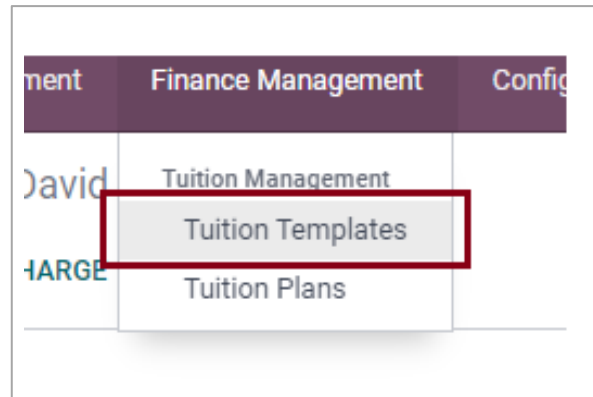 ment Finance Management Config
David Tuition Management
Tuition Templates
HARGE
Tuition Plans